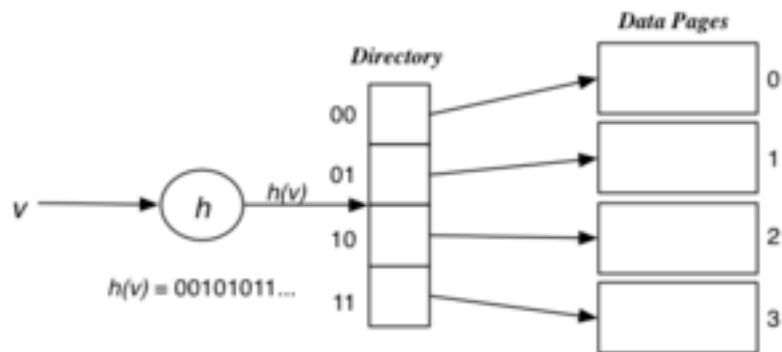 Data Pages
Directory
00
0
01
1
v
h
h(v)
10
2
h(v) = 00101011...
11
3